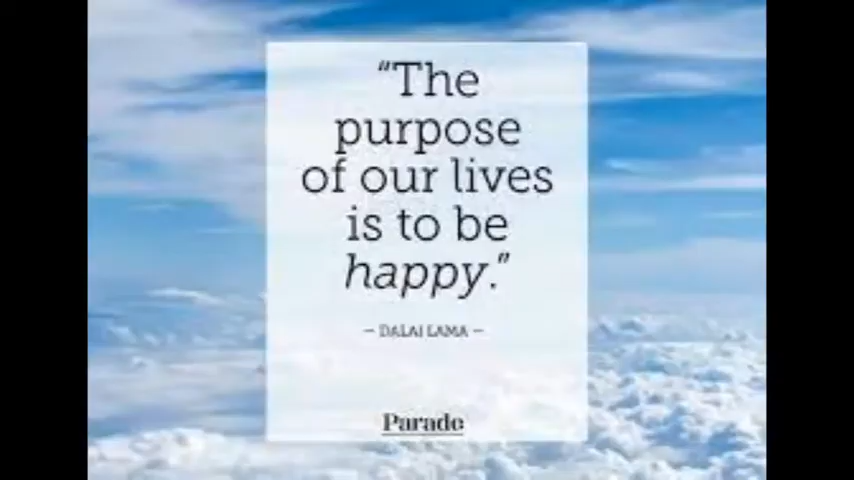 “The
purpose
of our lives
is to be
happy.”
— DALAI LAMA —
Parade